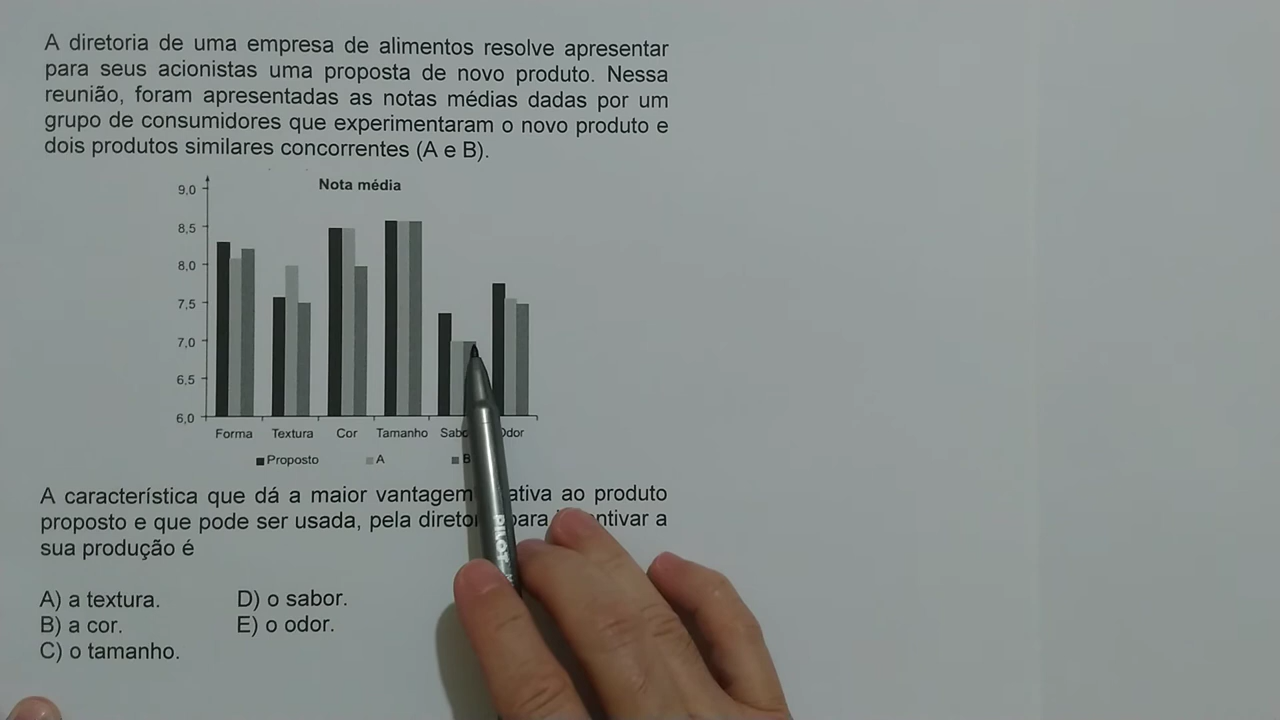 A diretoria de uma empresa de alimentos resolve apresentar
para seus acionistas uma proposta de novo produto. Nessa
reunião, foram apresentadas as notas médias dadas por um
grupo de consumidores que experimentaram o novo produto e
dois produtos similares concorrentes (A e B).
Nota média
9,0
8,5
8,0
7,5
7,0
6,5
6,0
Forma Textura Cor Tamanho
Proposto A B
A característica que dá a maior vantagem ao produto
proposto e que pode ser usada, pela para a
sua produção é
A) a textura. D) o sabor.
B) a cor. E) o odor.
C) o tamanho.
PILOT